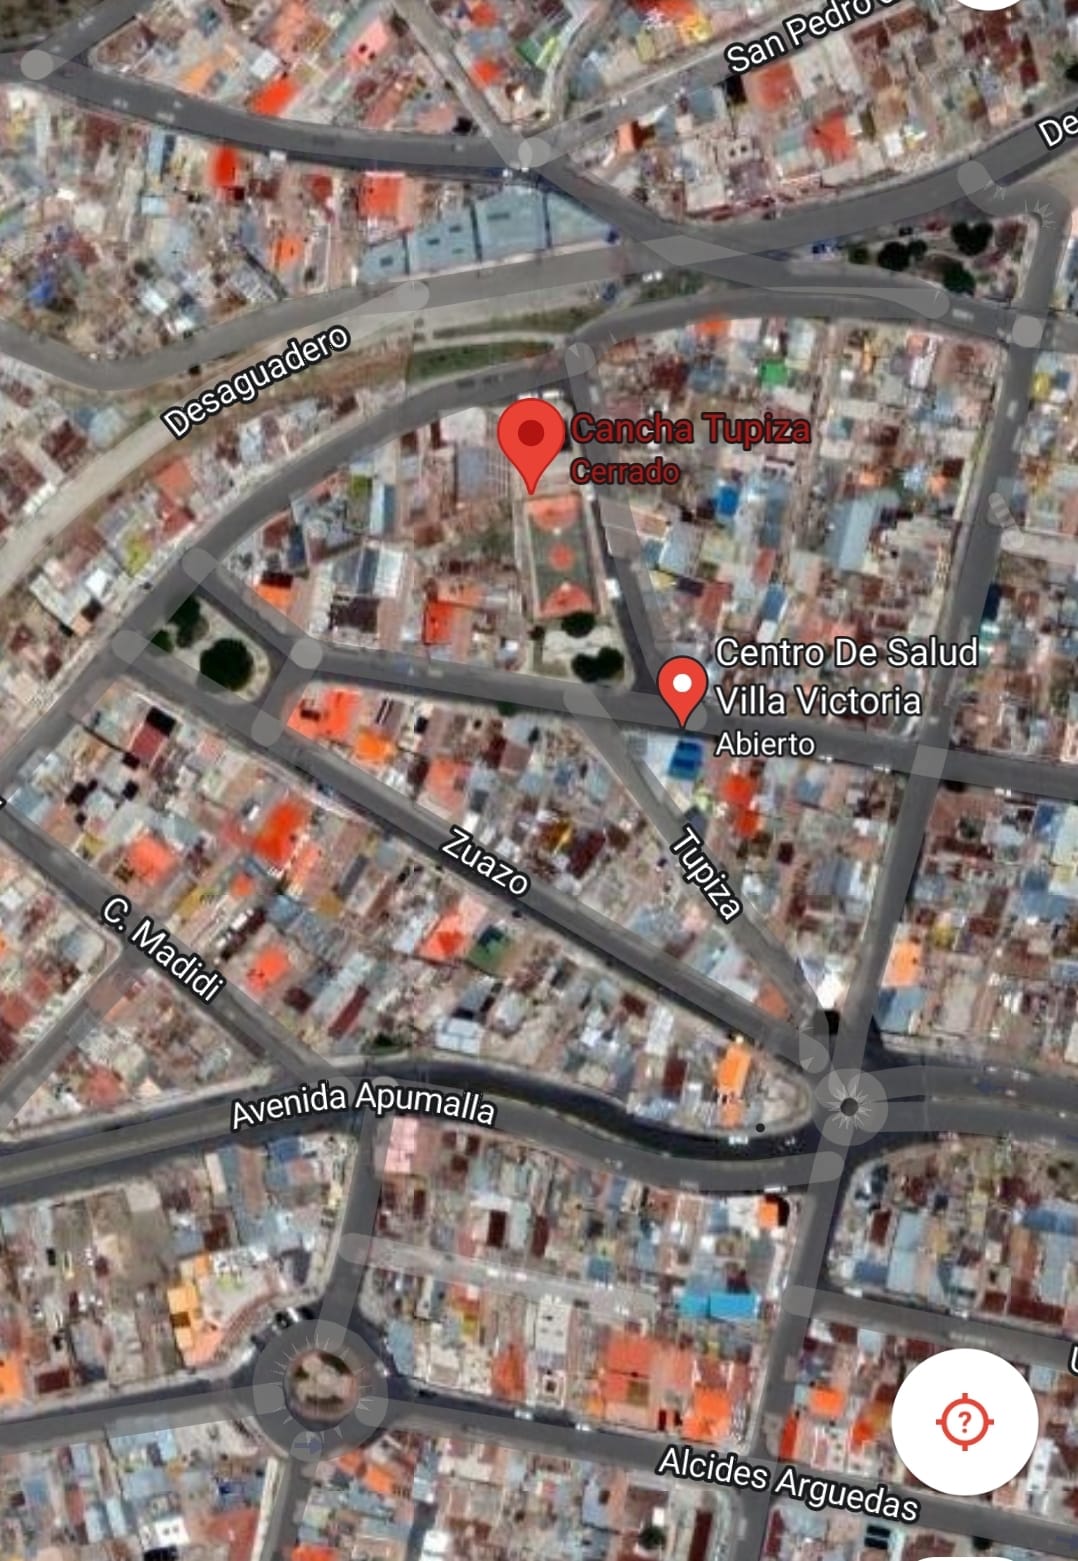 San Pedro
De
Desaguadero
Cancha Tupiza
Cerrado
Centro De Salud
Villa Victoria
Abierto
Zuazo
Tupiza
C. Madidi
Avenida Apumalla
Alcides Arguedas
?